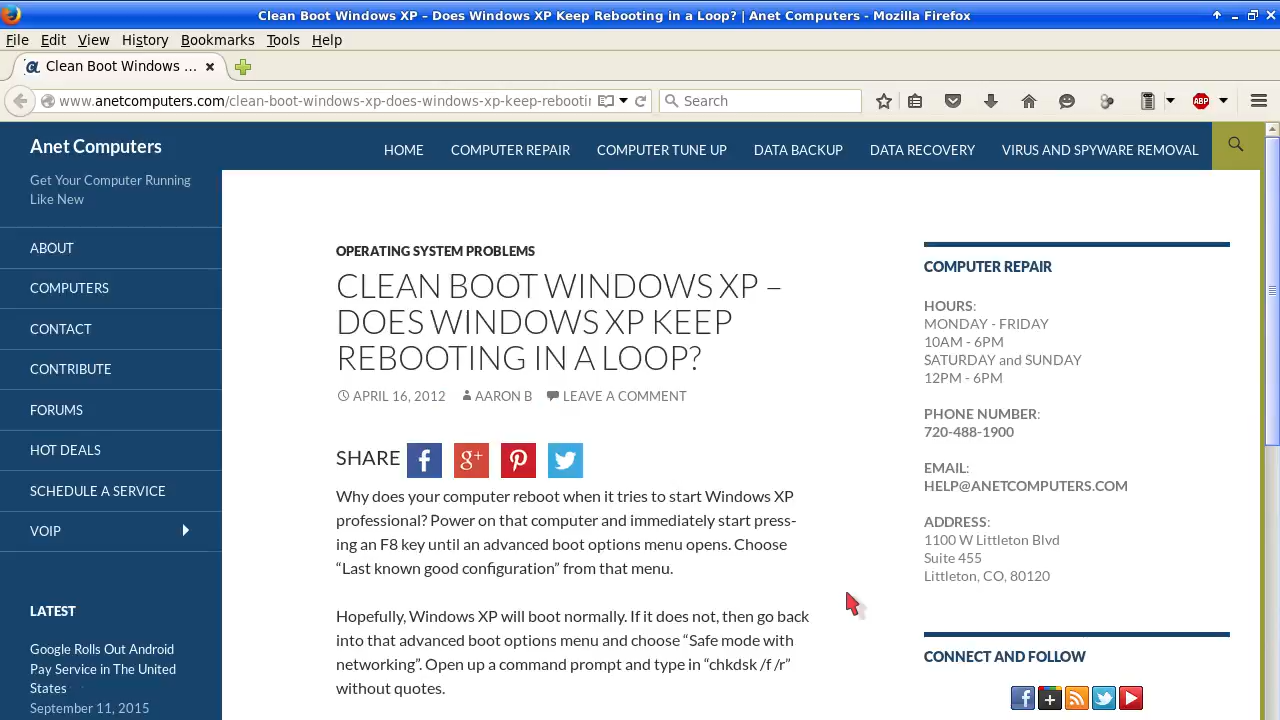 Clean Boot Windows XP – Does Windows XP Keep Rebooting in a Loop? | Anet Computers - Mozilla Firefox
File Edit View History Bookmarks Tools Help
Clean Boot Windows ...
www.anetcomputers.com/clean-boot-windows-xp-does-windows-xp-keep-rebootin
Search
ABP
Anet Computers
Get Your Computer Running
Like New
HOME COMPUTER REPAIR COMPUTER TUNE UP DATA BACKUP DATA RECOVERY VIRUS AND SPYWARE REMOVAL
ABOUT
COMPUTERS
CONTACT
CONTRIBUTE
FORUMS
HOT DEALS
SCHEDULE A SERVICE
VOIP
LATEST
Google Rolls Out Android
Pay Service in The United
States
September 11, 2015
OPERATING SYSTEM PROBLEMS
CLEAN BOOT WINDOWS XP –
DOES WINDOWS XP KEEP
REBOOTING IN A LOOP?
APRIL 16, 2012 AARON B LEAVE A COMMENT
SHARE
Why does your computer reboot when it tries to start Windows XP
professional? Power on that computer and immediately start press-
ing an F8 key until an advanced boot options menu opens. Choose
“Last known good configuration” from that menu.
Hopefully, Windows XP will boot normally. If it does not, then go back
into that advanced boot options menu and choose “Safe mode with
networking”. Open up a command prompt and type in “chkdsk /f /r”
without quotes.
COMPUTER REPAIR
HOURS:
MONDAY - FRIDAY
10AM - 6PM
SATURDAY and SUNDAY
12PM - 6PM
PHONE NUMBER:
720-488-1900
EMAIL:
HELP@ANETCOMPUTERS.COM
ADDRESS:
1100 W Littleton Blvd
Suite 455
Littleton, CO, 80120
CONNECT AND FOLLOW